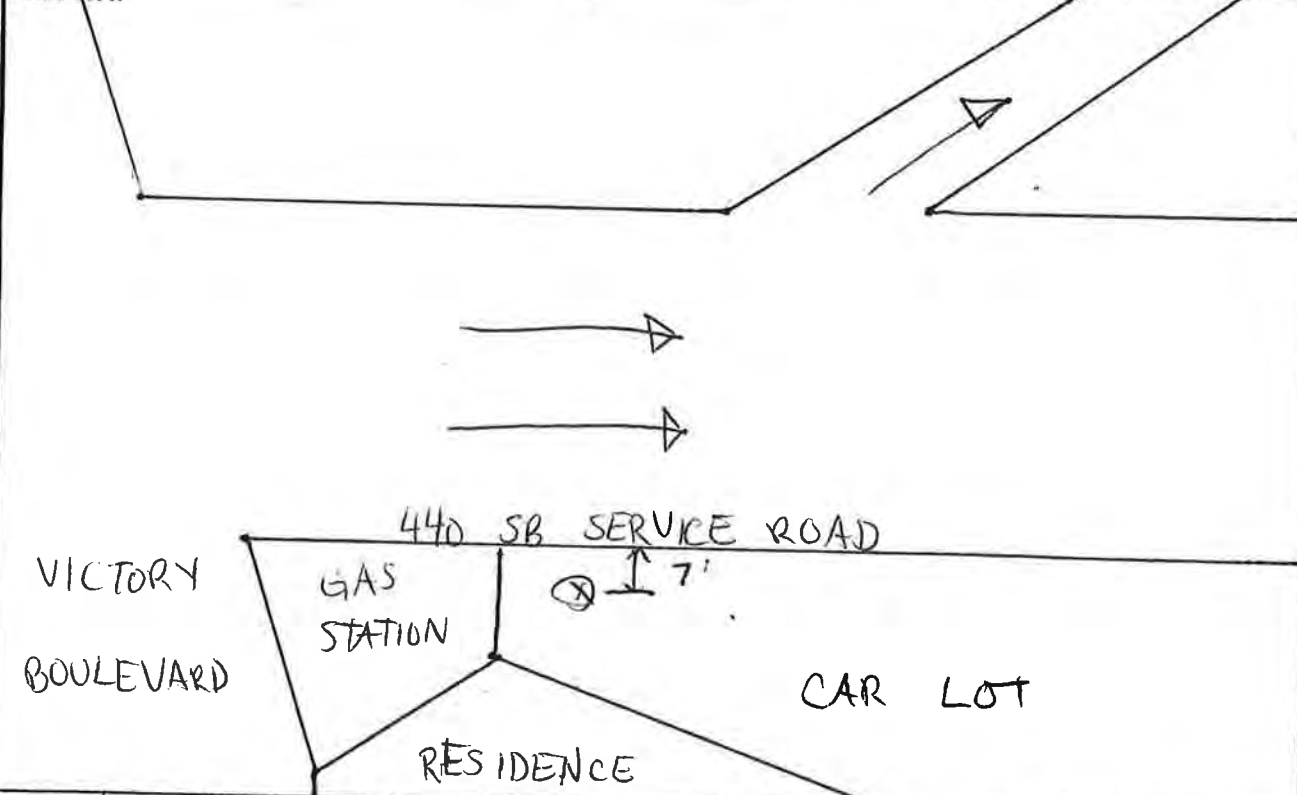 440 SB SERVICE ROAD
VICTORY
BOULEVARD
GAS
STATION
X
7'
CAR LOT
RESIDENCE